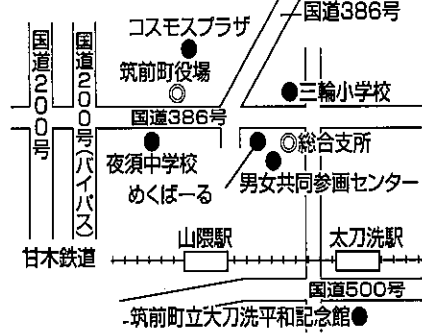 国道386号
コスモスプラザ
国道200号
国道200号(バイパス)
筑前町役場
三輪小学校
国道386号
総合支所
夜須中学校
男女共同参画センター
めくばーる
山隈駅
太刀洗駅
甘木鉄道
国道500号
筑前町立大刀洗平和記念館